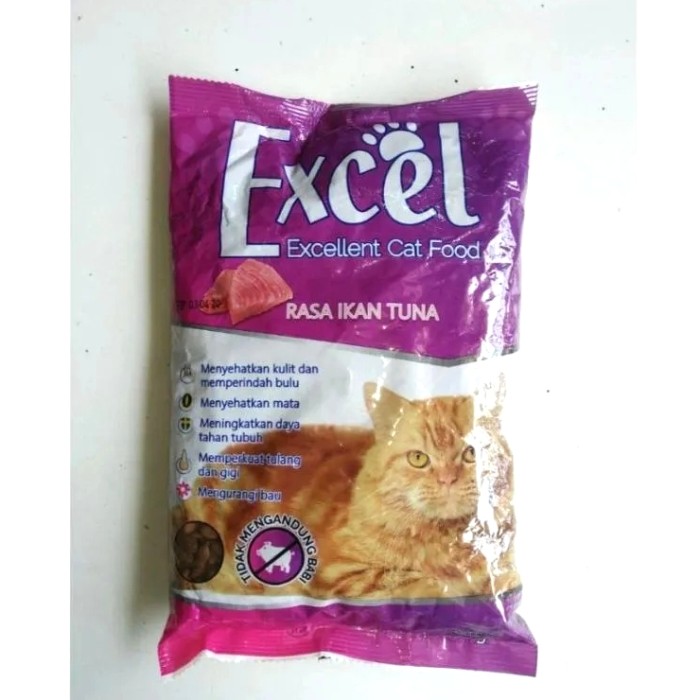 Excel
Excellent Cat Food
RASA IKAN TUNA
Menyehatkan kulit dan
memperindah bulu
Menyehatkan mata
Meningkatkan daya
tahan tubuh
Memperkuat tulang
dan gigi
Mengurangi bau
TIDAK MENGANDUNG BABI